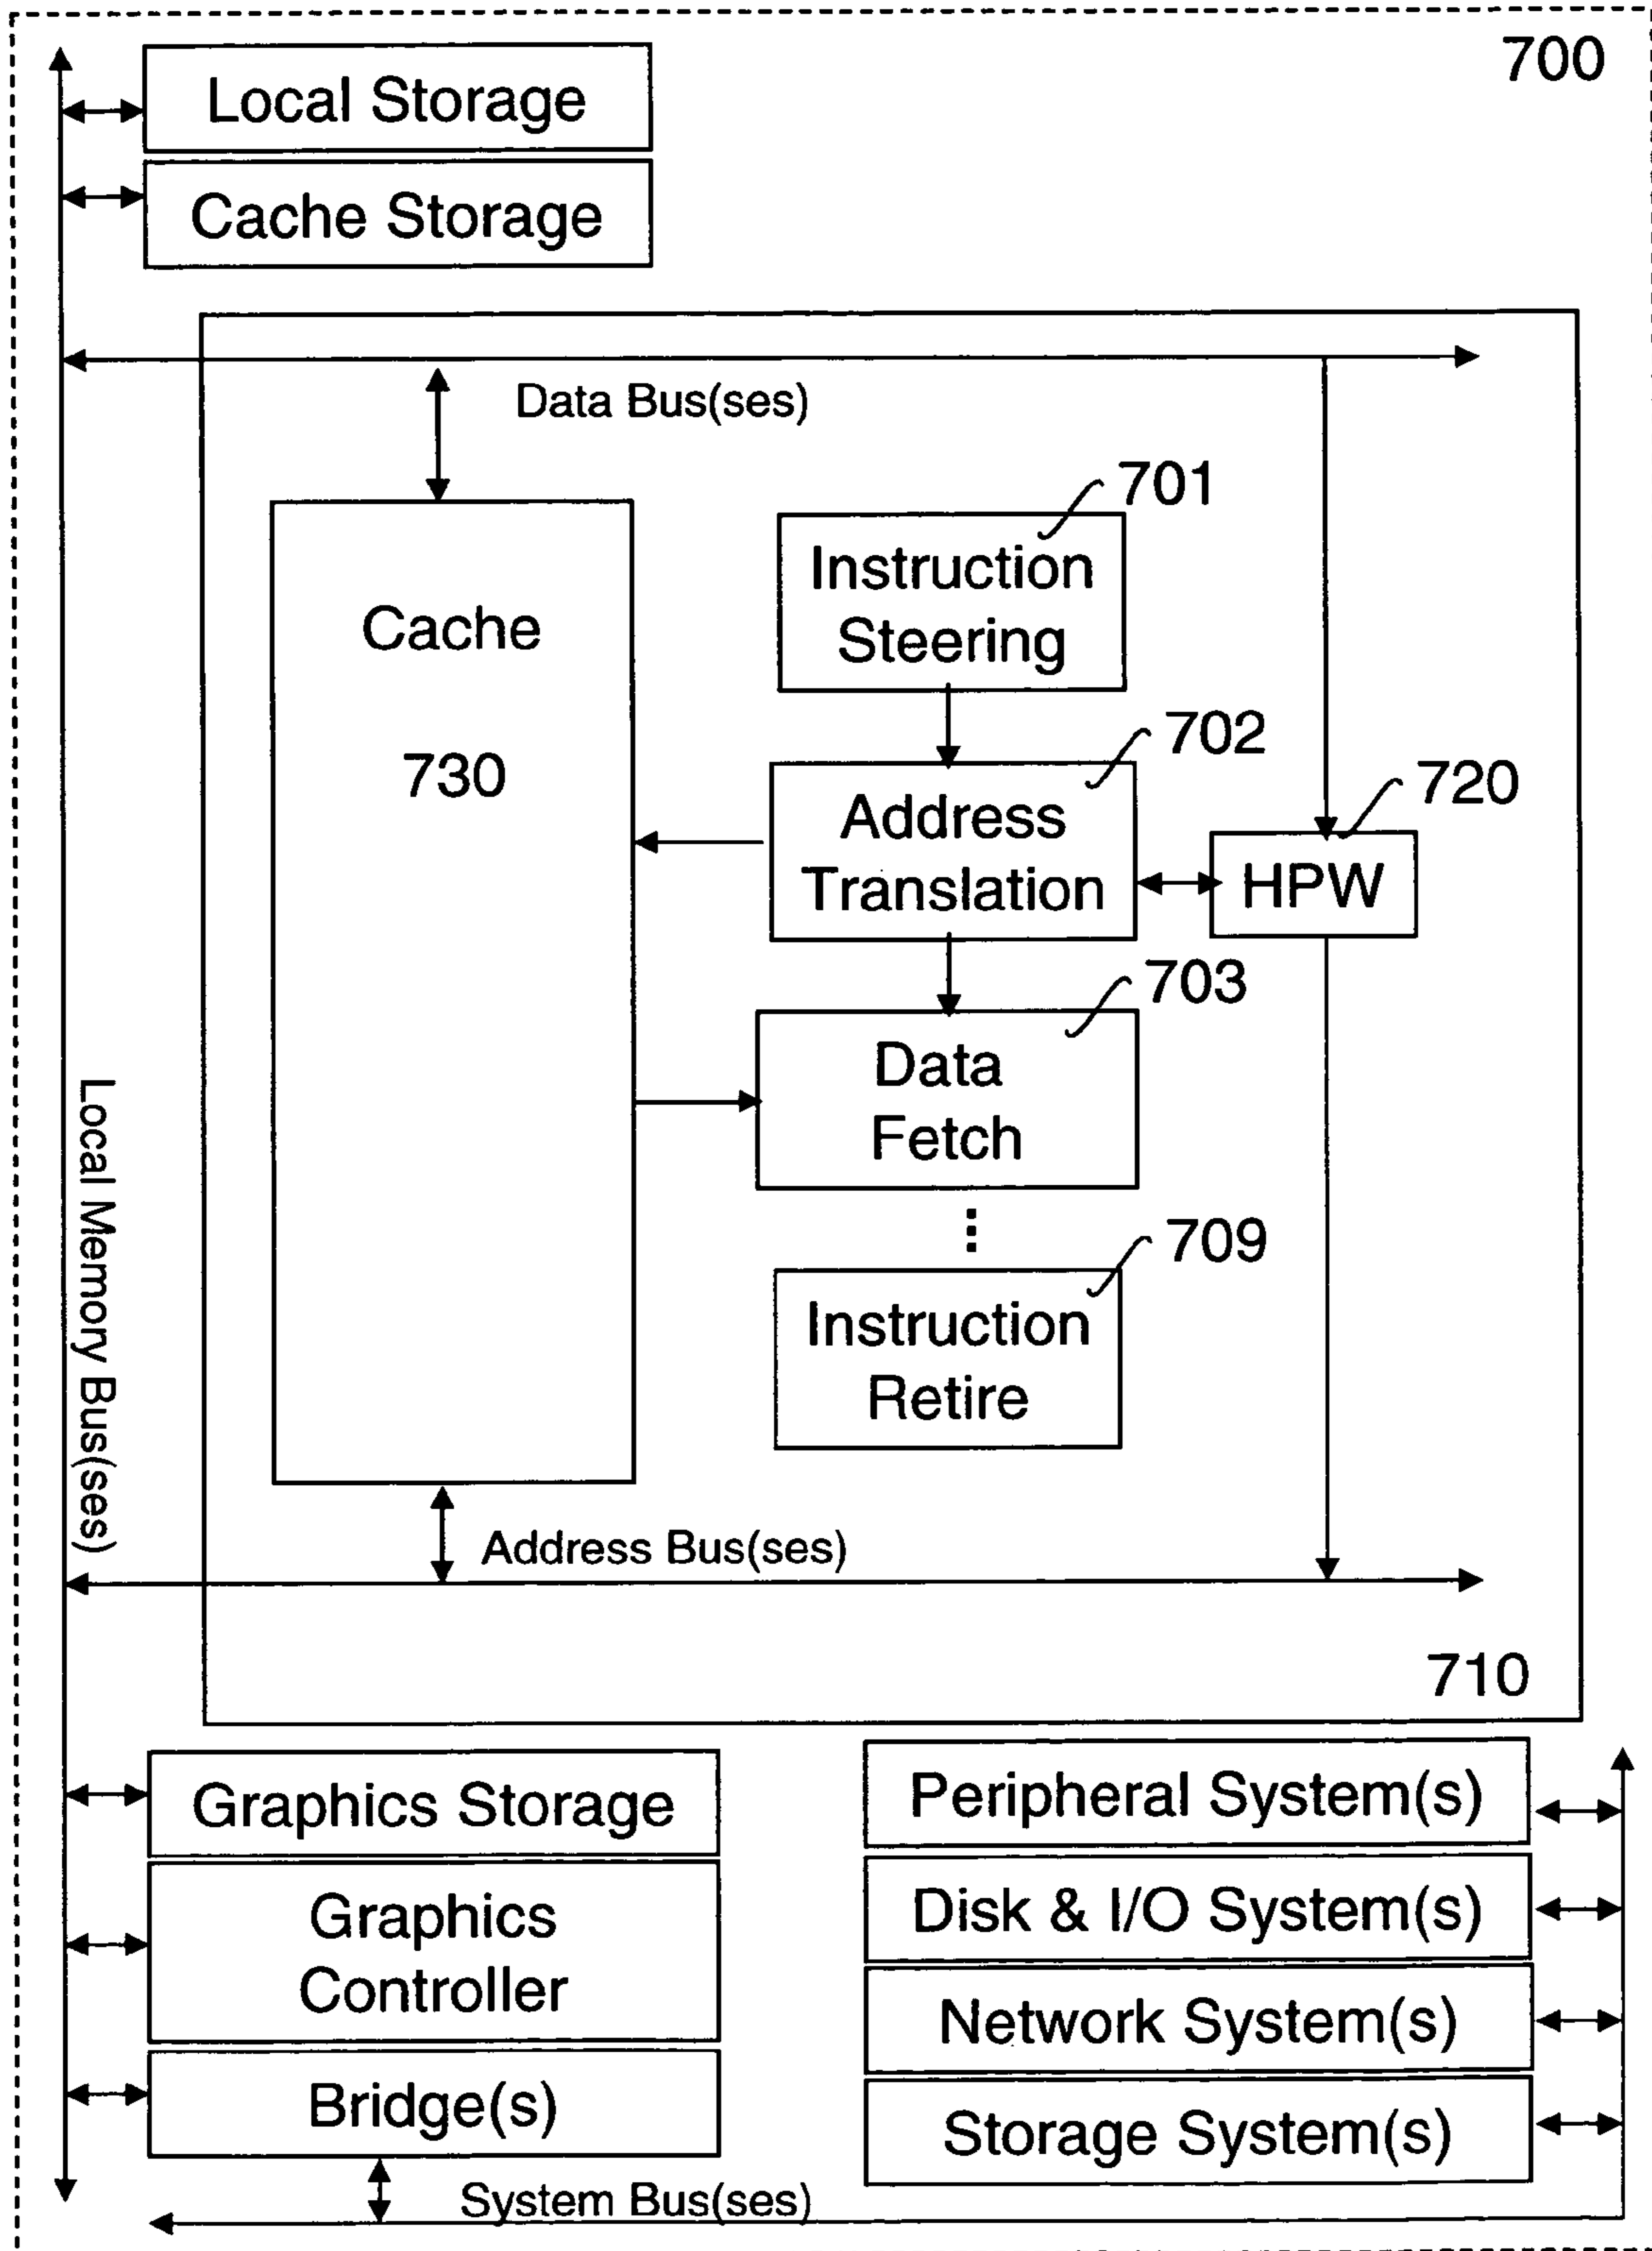 700
Local Storage
Cache Storage
Data Bus(ses)
701
Instruction
Steering
Cache
730
702
Address
Translation
720
HPW
703
Data
Fetch
709
Instruction
Retire
Local Memory Bus(ses)
Address Bus(ses)
710
Graphics Storage
Graphics
Controller
Bridge(s)
Peripheral System(s)
Disk & I/O System(s)
Network System(s)
Storage System(s)
System Bus(ses)